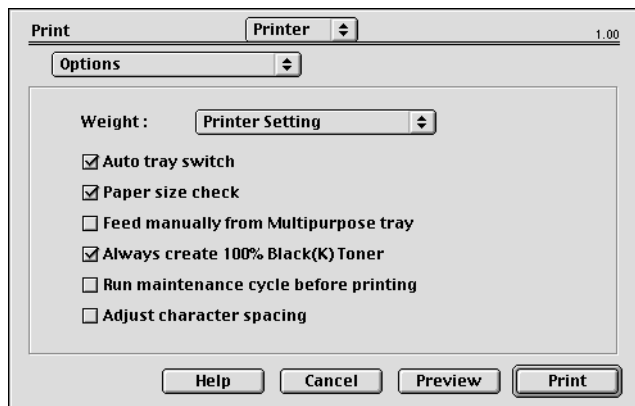 Print Printer 1.00
Options
Weight : Printer Setting
Auto tray switch
Paper size check
Feed manually from Multipurpose tray
Always create 100% Black(K) Toner
Run maintenance cycle before printing
Adjust character spacing
Help Cancel Preview Print